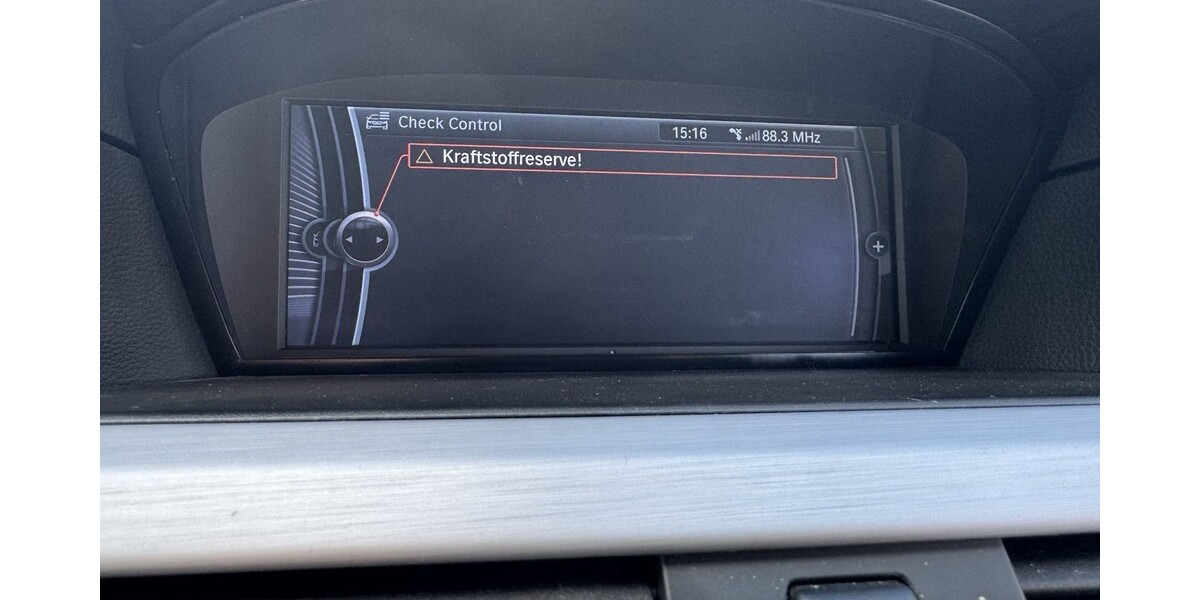 Check Control
15:16
88.3 MHz
Kraftstoffreserve!